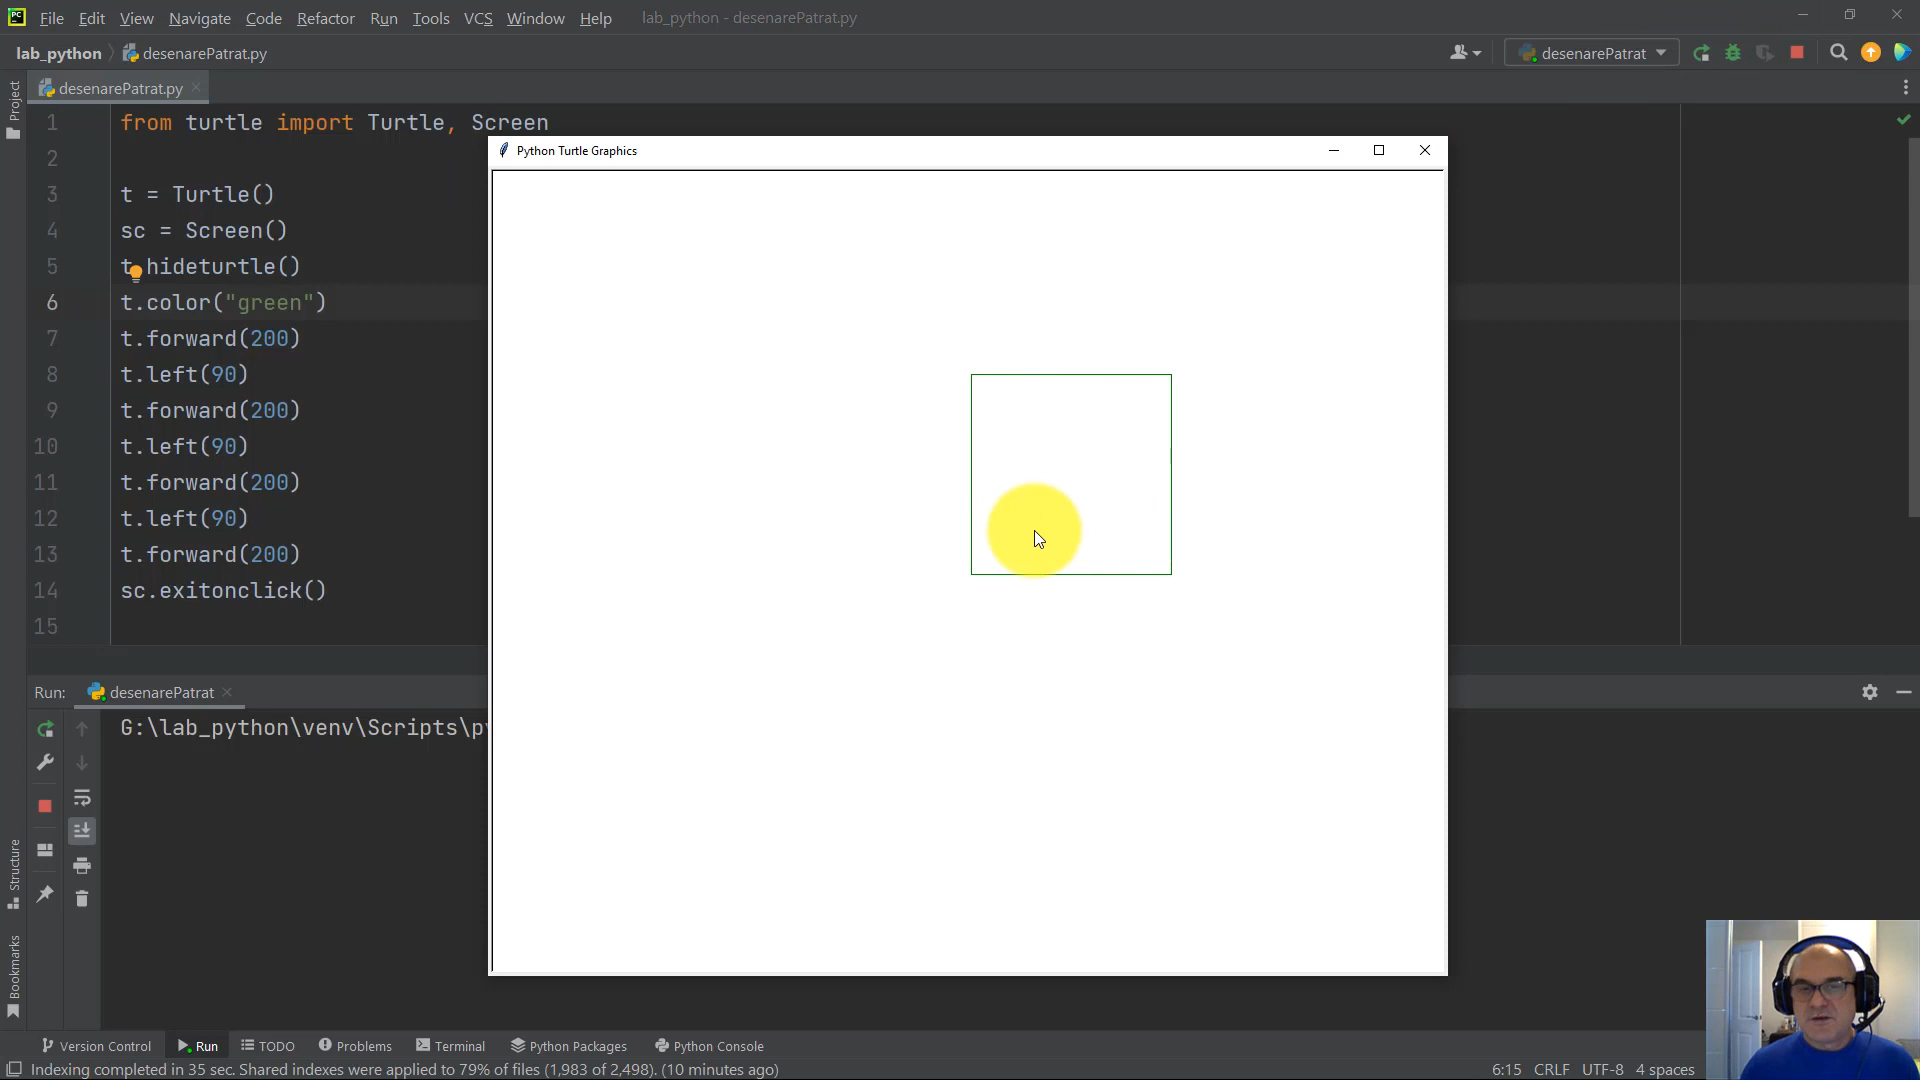 File Edit View Navigate Code Refactor Run Tools VCS Window Help lab_python - desenarePatrat.py
lab_python desenarePatrat.py
desenarePatrat
desenarePatrat.py
Project
1 from turtle import Turtle, Screen
2
3 t = Turtle()
4 sc = Screen()
5 t hideturtle()
6 t.color("green")
7 t.forward(200)
8 t.left(90)
9 t.forward(200)
10 t.left(90)
11 t.forward(200)
12 t.left(90)
13 t.forward(200)
14 sc.exitonclick()
15
Python Turtle Graphics
Run: desenarePatrat
G:\lab_python\venv\Scripts\py
Structure
Bookmarks
Version Control Run TODO Problems Terminal Python Packages Python Console
Indexing completed in 35 sec. Shared indexes were applied to 79% of files (1,983 of 2,498). (10 minutes ago) 6:15 CRLF UTF-8 4 spaces